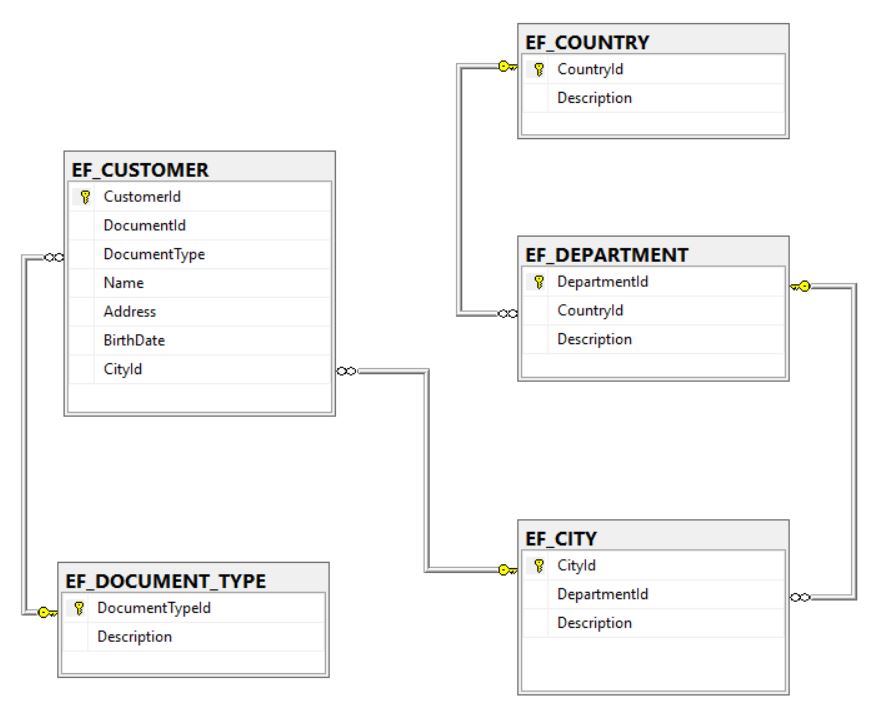 EF_COUNTRY
CountryId
Description
EF_CUSTOMER
CustomerId
DocumentId
DocumentType
Name
Address
BirthDate
CityId
EF_DEPARTMENT
DepartmentId
CountryId
Description
EF_DOCUMENT_TYPE
DocumentTypeId
Description
EF_CITY
CityId
DepartmentId
Description